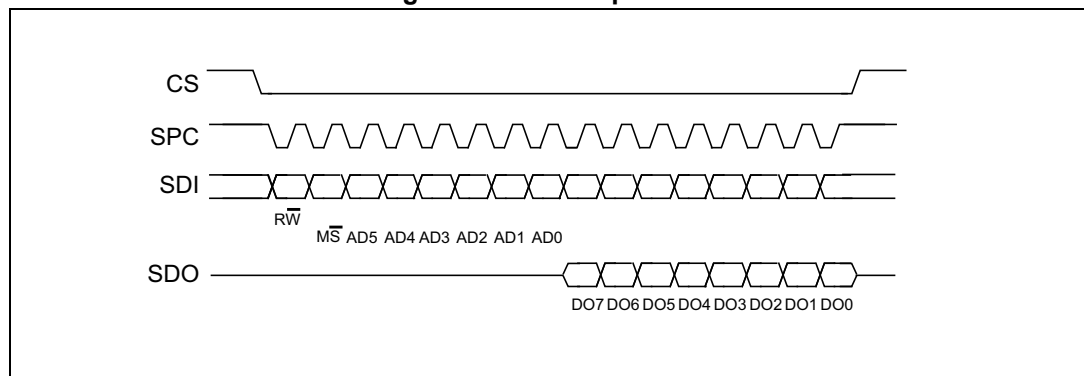 CS
SPC
SDI
RW̅
MS̅ AD5 AD4 AD3 AD2 AD1 AD0
SDO
DO7 DO6 DO5 DO4 DO3 DO2 DO1 DO0